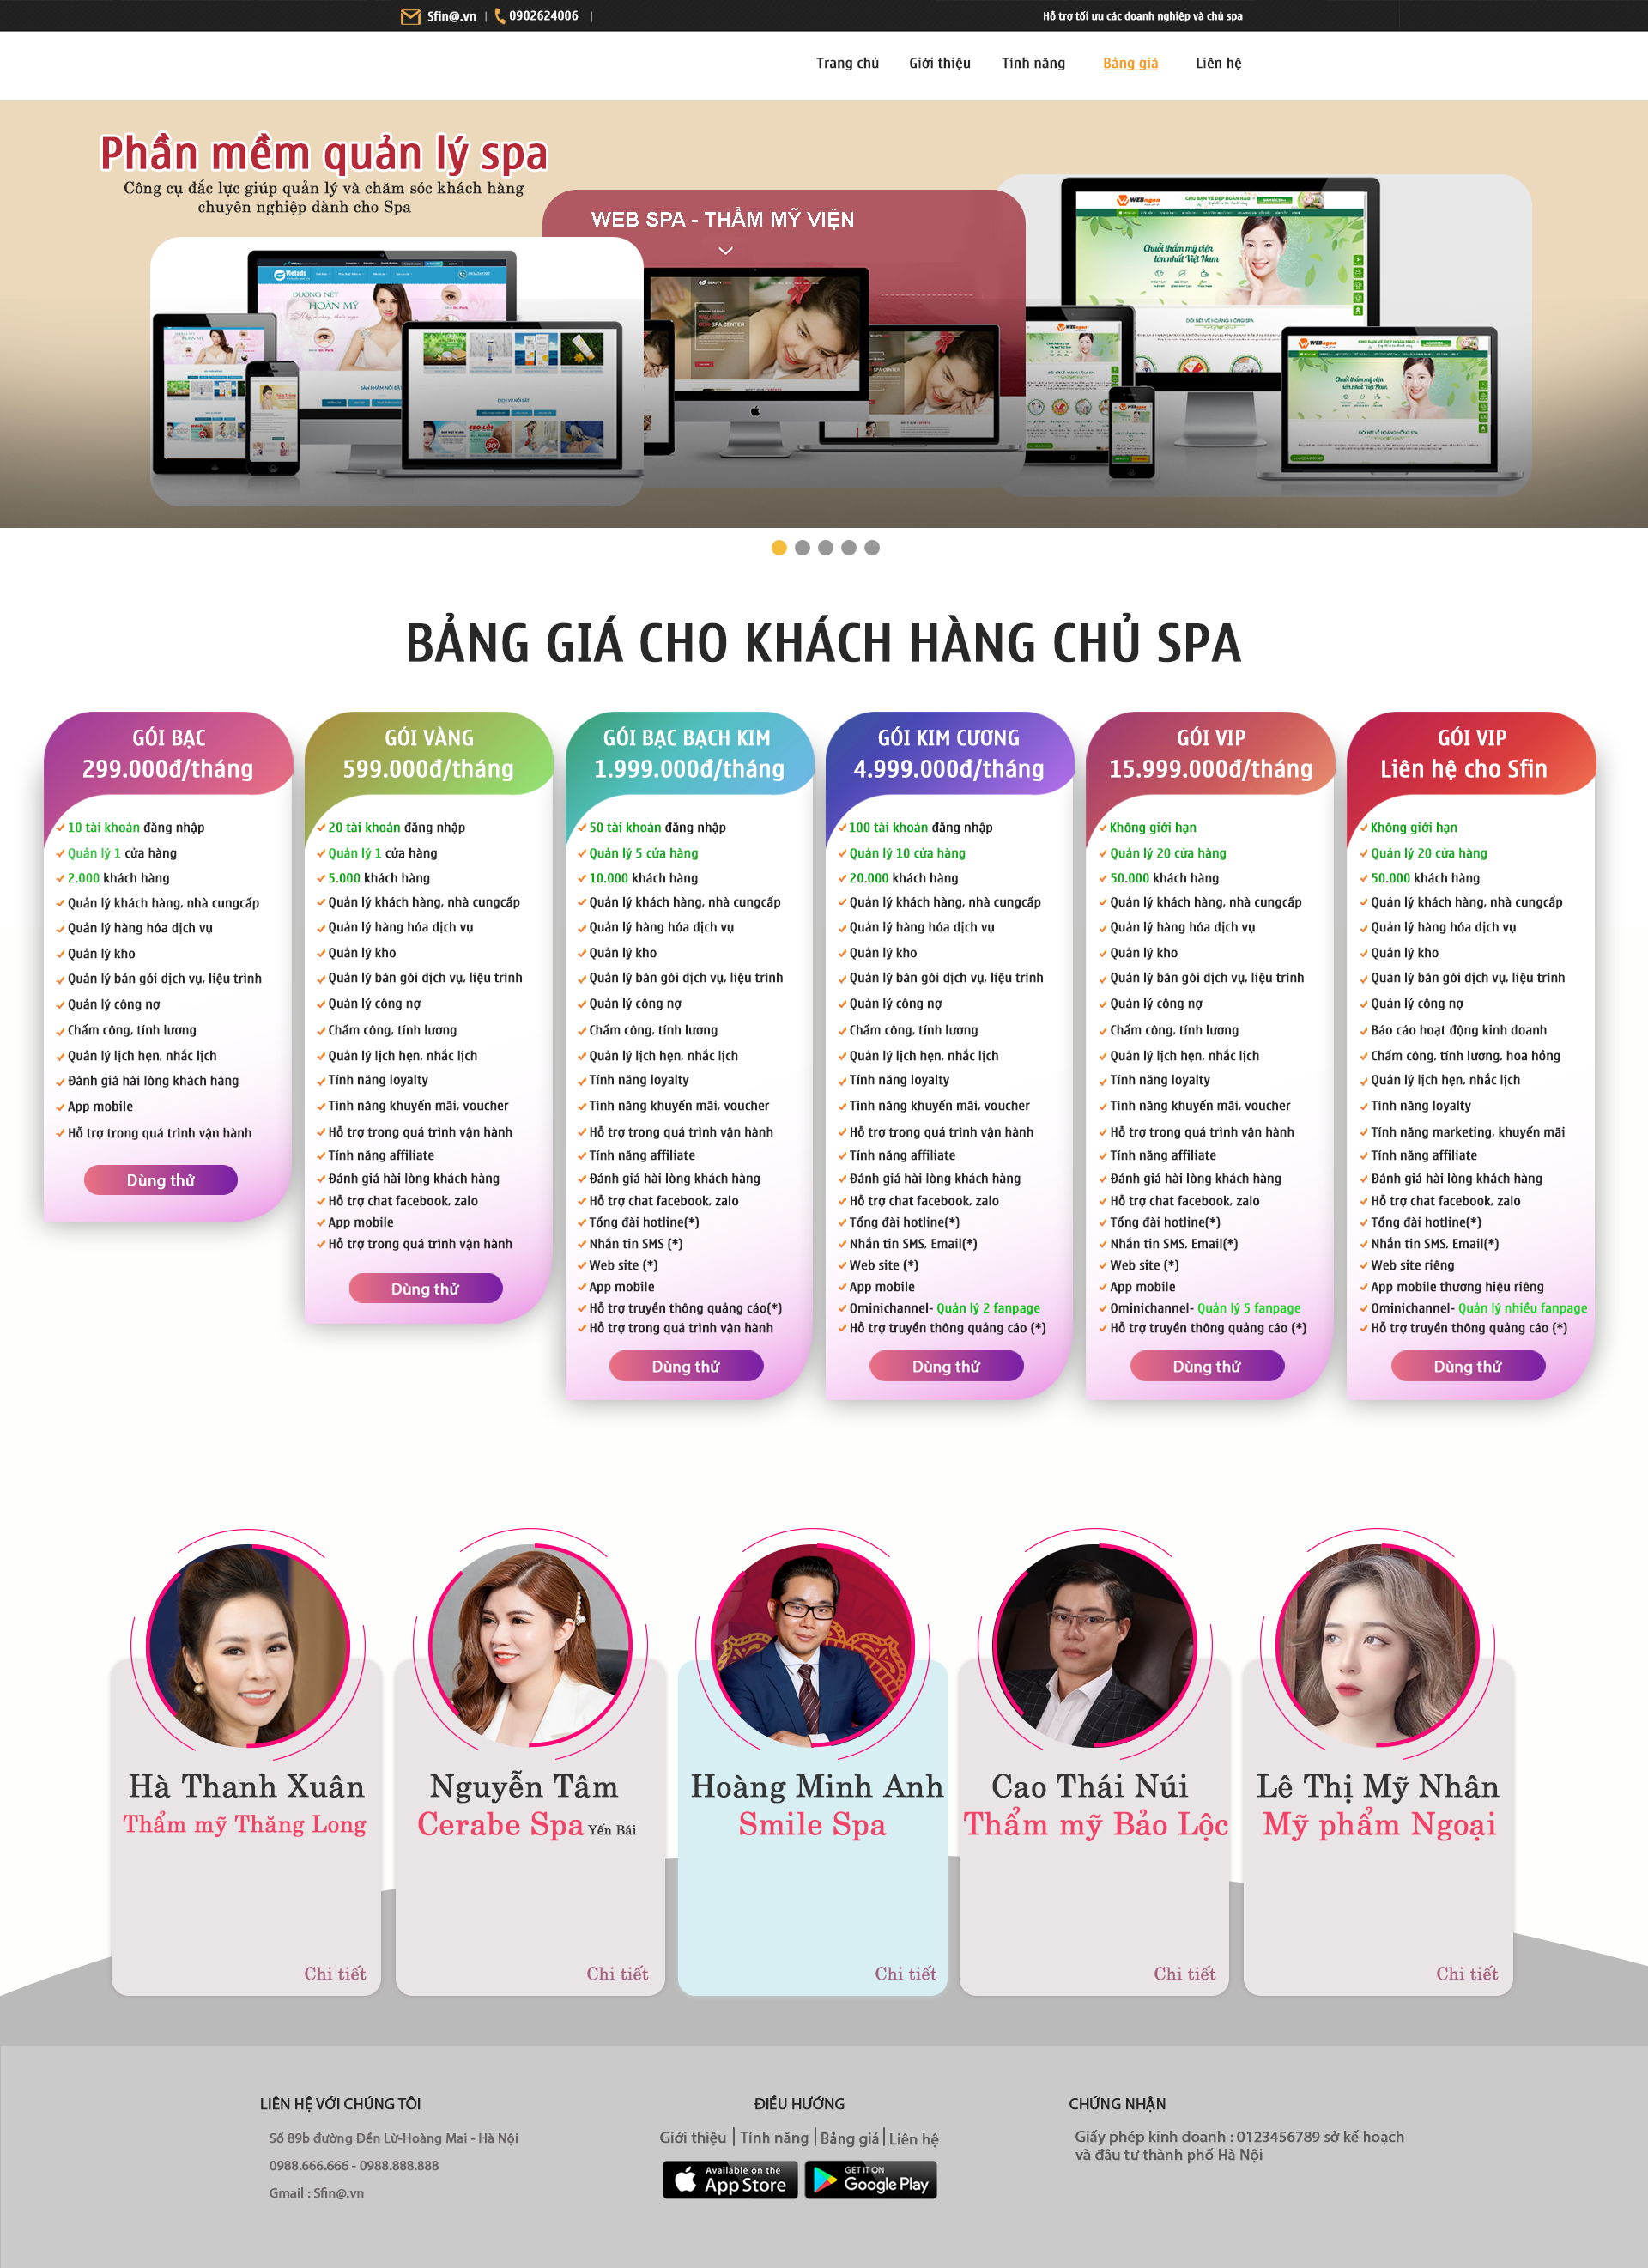 Sfin@.vn | 0902624006 |
Hỗ trợ tối ưu các doanh nghiệp và chủ spa
Trang chủ Giới thiệu Tính năng Bảng giá Liên hệ
Phần mềm quản lý spa
Công cụ đắc lực giúp quản lý và chăm sóc khách hàng
chuyên nghiệp dành cho Spa
WEB SPA - THẨM MỸ VIỆN
Vietads
ĐƯỜNG NÉT
HOÀN MỸ
WEBngon
Chuỗi thẩm mỹ viện
lớn nhất Việt Nam
BẢNG GIÁ CHO KHÁCH HÀNG CHỦ SPA
GÓI BẠC
299.000đ/tháng
10 tài khoản đăng nhập
Quản lý 1 cửa hàng
2.000 khách hàng
Quản lý khách hàng, nhà cungcấp
Quản lý hàng hóa dịch vụ
Quản lý kho
Quản lý bán gói dịch vụ, liệu trình
Quản lý công nợ
Chấm công, tính lương
Quản lý lịch hẹn, nhắc lịch
Đánh giá hài lòng khách hàng
App mobile
Hỗ trợ trong quá trình vận hành
Dùng thử
GÓI VÀNG
599.000đ/tháng
20 tài khoản đăng nhập
Quản lý 1 cửa hàng
5.000 khách hàng
Quản lý khách hàng, nhà cungcấp
Quản lý hàng hóa dịch vụ
Quản lý kho
Quản lý bán gói dịch vụ, liệu trình
Quản lý công nợ
Chấm công, tính lương
Quản lý lịch hẹn, nhắc lịch
Tính năng loyalty
Tính năng khuyến mãi, voucher
Hỗ trợ trong quá trình vận hành
Tính năng affiliate
Đánh giá hài lòng khách hàng
Hỗ trợ chat facebook, zalo
App mobile
Hỗ trợ trong quá trình vận hành
Dùng thử
GÓI BẠC BẠCH KIM
1.999.000đ/tháng
50 tài khoản đăng nhập
Quản lý 5 cửa hàng
10.000 khách hàng
Quản lý khách hàng, nhà cungcấp
Quản lý hàng hóa dịch vụ
Quản lý kho
Quản lý bán gói dịch vụ, liệu trình
Quản lý công nợ
Chấm công, tính lương
Quản lý lịch hẹn, nhắc lịch
Tính năng loyalty
Tính năng khuyến mãi, voucher
Hỗ trợ trong quá trình vận hành
Tính năng affiliate
Đánh giá hài lòng khách hàng
Hỗ trợ chat facebook, zalo
Tổng đài hotline(*)
Nhắn tin SMS (*)
Web site (*)
App mobile
Hỗ trợ truyền thông quảng cáo(*)
Hỗ trợ trong quá trình vận hành
Dùng thử
GÓI KIM CƯƠNG
4.999.000đ/tháng
100 tài khoản đăng nhập
Quản lý 10 cửa hàng
20.000 khách hàng
Quản lý khách hàng, nhà cungcấp
Quản lý hàng hóa dịch vụ
Quản lý kho
Quản lý bán gói dịch vụ, liệu trình
Quản lý công nợ
Chấm công, tính lương
Quản lý lịch hẹn, nhắc lịch
Tính năng loyalty
Tính năng khuyến mãi, voucher
Hỗ trợ trong quá trình vận hành
Tính năng affiliate
Đánh giá hài lòng khách hàng
Hỗ trợ chat facebook, zalo
Tổng đài hotline(*)
Nhắn tin SMS, Email(*)
Web site (*)
App mobile
Ominichannel- Quản lý 2 fanpage
Hỗ trợ truyền thông quảng cáo (*)
Dùng thử
GÓI VIP
15.999.000đ/tháng
Không giới hạn
Quản lý 20 cửa hàng
50.000 khách hàng
Quản lý khách hàng, nhà cungcấp
Quản lý hàng hóa dịch vụ
Quản lý kho
Quản lý bán gói dịch vụ, liệu trình
Quản lý công nợ
Chấm công, tính lương
Quản lý lịch hẹn, nhắc lịch
Tính năng loyalty
Tính năng khuyến mãi, voucher
Hỗ trợ trong quá trình vận hành
Tính năng affiliate
Đánh giá hài lòng khách hàng
Hỗ trợ chat facebook, zalo
Tổng đài hotline(*)
Nhắn tin SMS, Email(*)
Web site (*)
App mobile
Ominichannel- Quản lý 5 fanpage
Hỗ trợ truyền thông quảng cáo (*)
Dùng thử
GÓI VIP
Liên hệ cho Sfin
Không giới hạn
Quản lý 20 cửa hàng
50.000 khách hàng
Quản lý khách hàng, nhà cungcấp
Quản lý hàng hóa dịch vụ
Quản lý kho
Quản lý bán gói dịch vụ, liệu trình
Quản lý công nợ
Báo cáo hoạt động kinh doanh
Chấm công, tính lương, hoa hồng
Quản lý lịch hẹn, nhắc lịch
Tính năng loyalty
Tính năng marketing, khuyến mãi
Tính năng affiliate
Đánh giá hài lòng khách hàng
Hỗ trợ chat facebook, zalo
Tổng đài hotline(*)
Nhắn tin SMS, Email(*)
Web site riêng
App mobile thương hiệu riêng
Ominichannel- Quản lý nhiều fanpage
Hỗ trợ truyền thông quảng cáo (*)
Dùng thử
Hà Thanh Xuân
Thẩm mỹ Thăng Long
Chi tiết
Nguyễn Tâm
Cerabe Spa Yến Bái
Chi tiết
Hoàng Minh Anh
Smile Spa
Chi tiết
Cao Thái Núi
Thẩm mỹ Bảo Lộc
Chi tiết
Lê Thị Mỹ Nhân
Mỹ phẩm Ngoại
Chi tiết
LIÊN HỆ VỚI CHÚNG TÔI
Số 89b đường Đền Lừ-Hoàng Mai - Hà Nội
0988.666.666 - 0988.888.888
Gmail : Sfin@.vn
ĐIỀU HƯỚNG
Giới thiệu | Tính năng | Bảng giá | Liên hệ
Available on the
App Store
GET IT ON
Google Play
CHỨNG NHẬN
Giấy phép kinh doanh : 0123456789 sở kế hoạch
và đâu tư thành phố Hà Nội